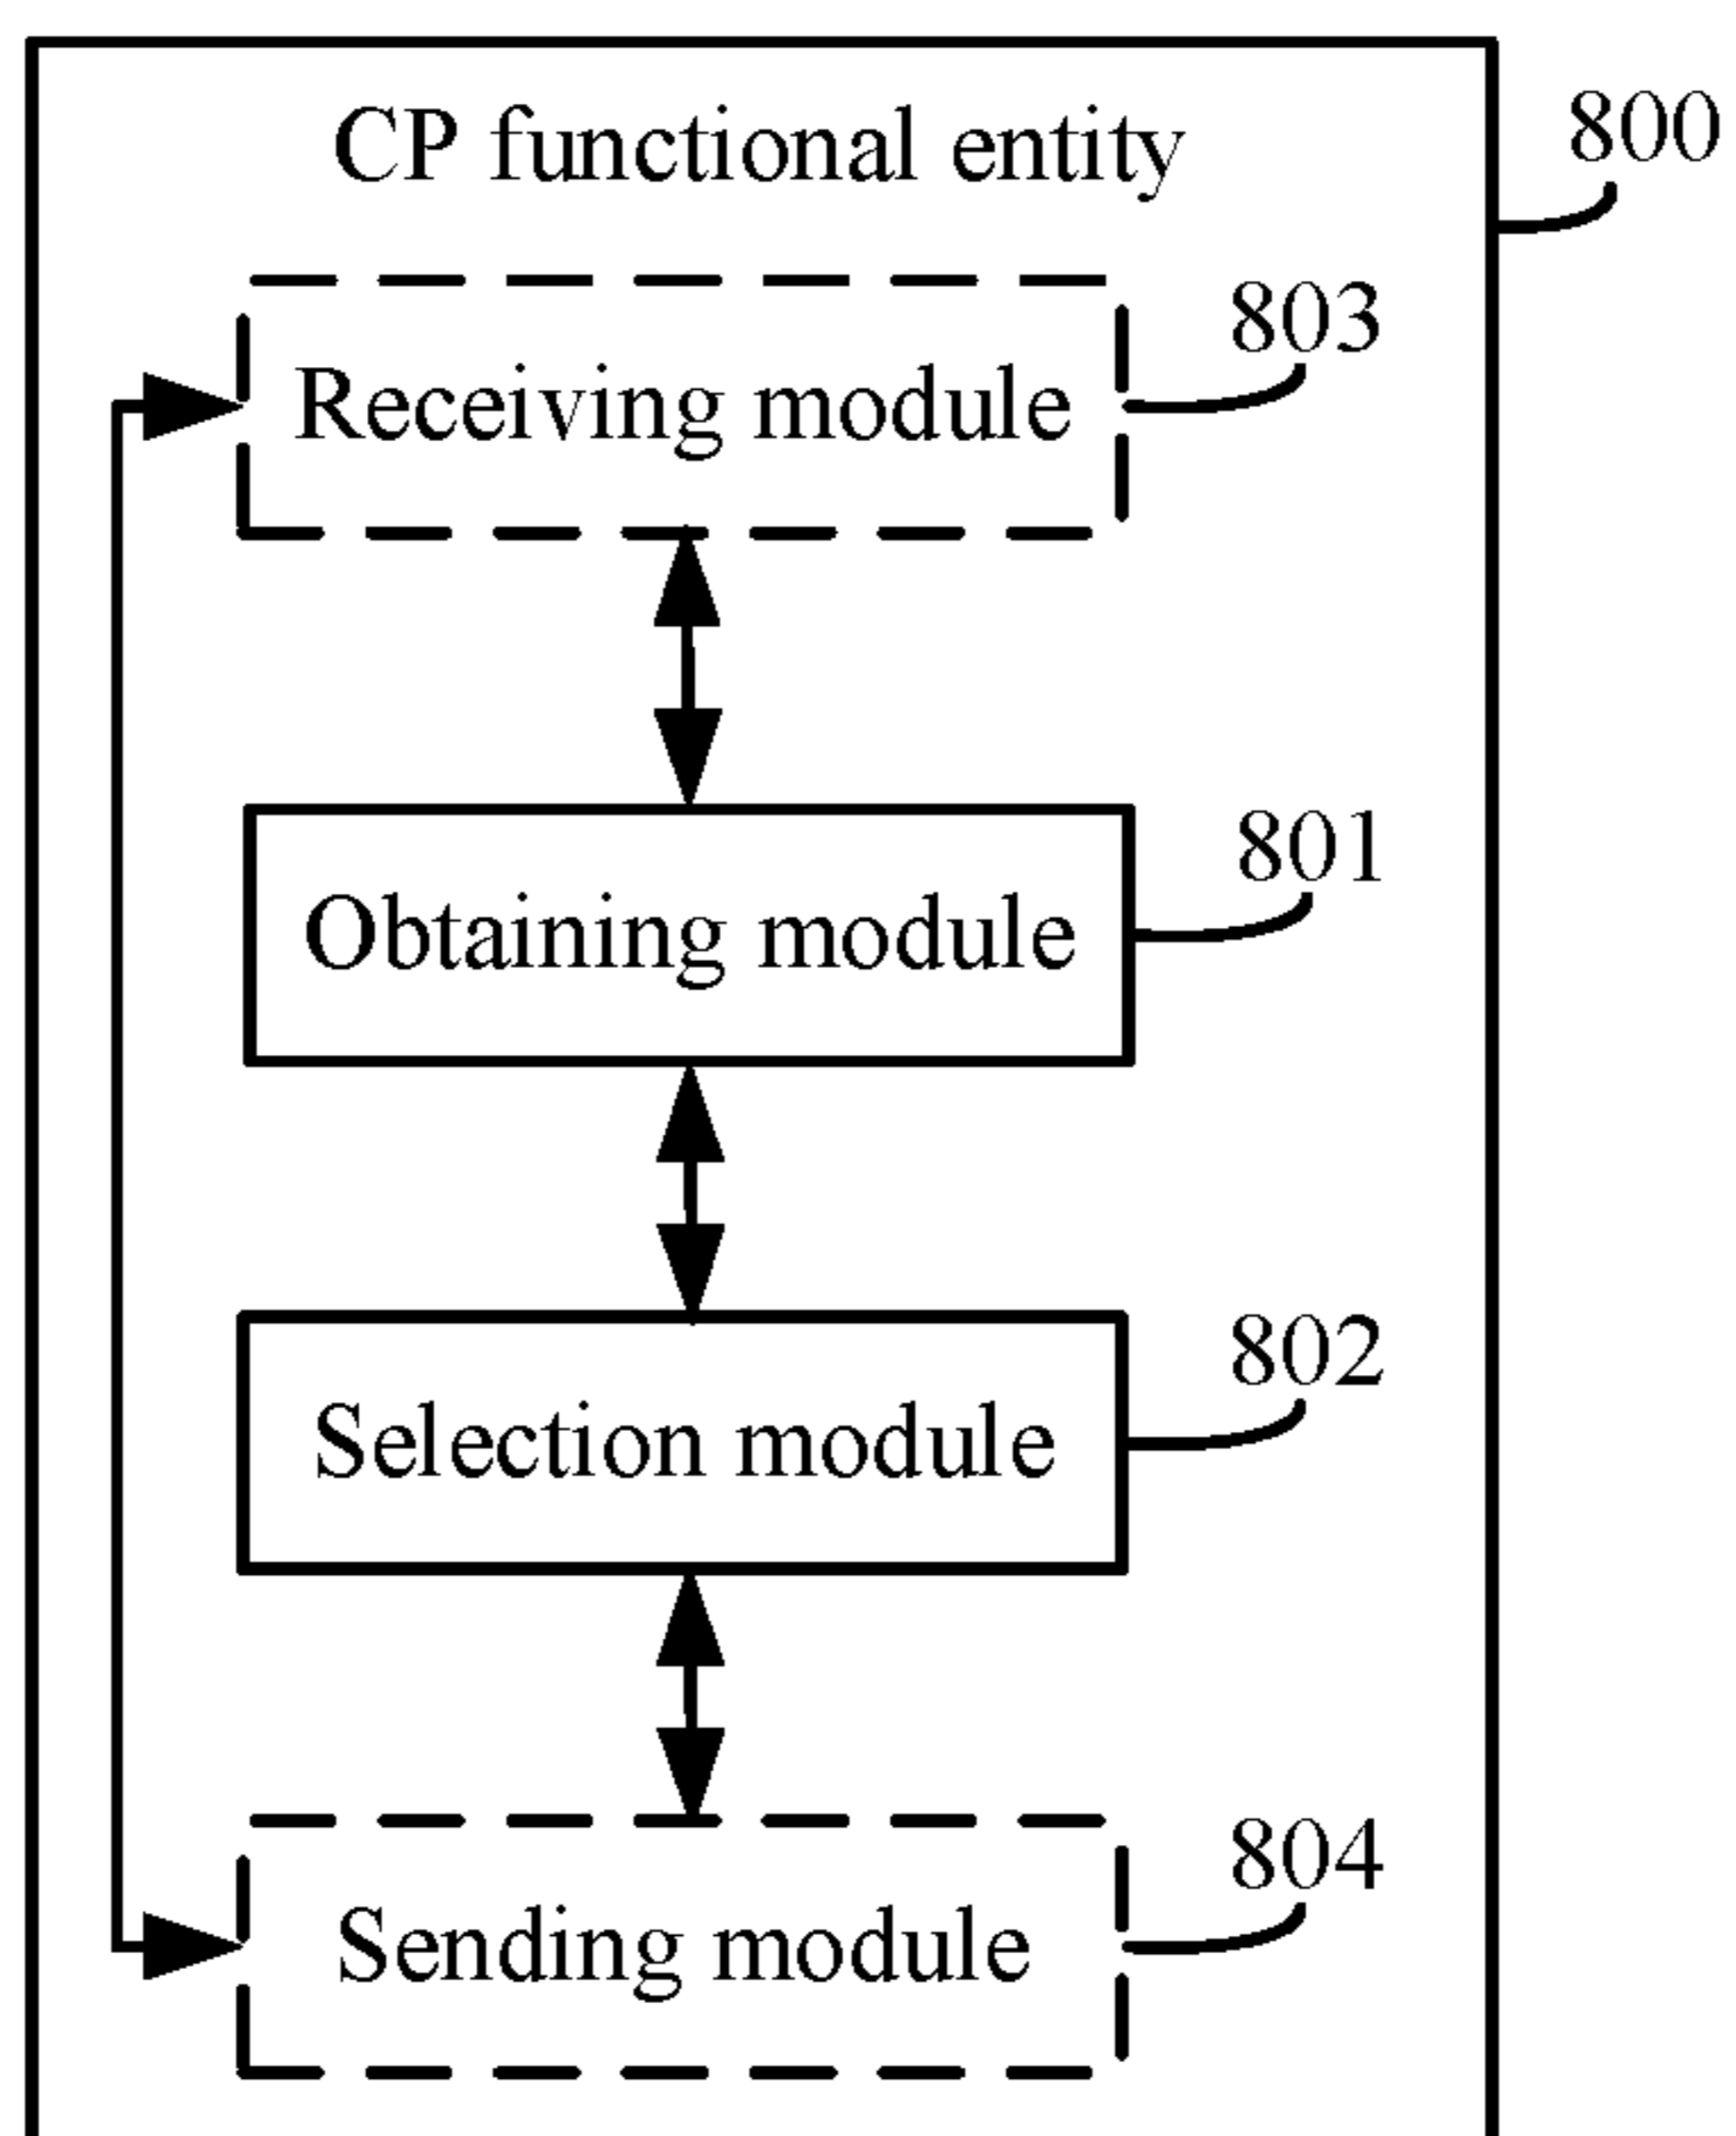 CP functional entity
800
803
Receiving module
801
Obtaining module
802
Selection module
804
Sending module